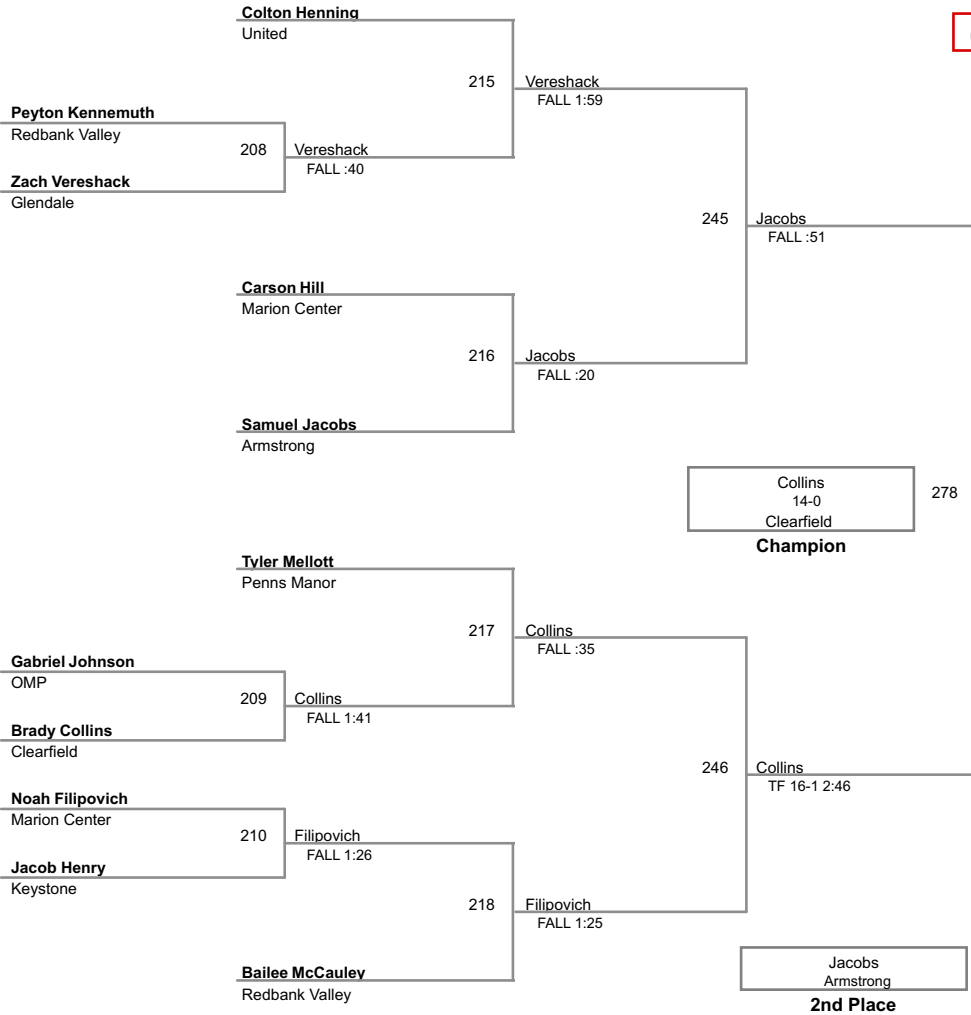 Colton Henning
United
215
Vereshack
FALL 1:59
Peyton Kennemuth
Redbank Valley
208
Vereshack
FALL :40
Zach Vereshack
Glendale
245
Jacobs
FALL :51
Carson Hill
Marion Center
216
Jacobs
FALL :20
Samuel Jacobs
Armstrong
Collins
14-0
Clearfield
278
Champion
Tyler Mellott
Penns Manor
217
Collins
FALL :35
Gabriel Johnson
OMP
209
Collins
FALL 1:41
Brady Collins
Clearfield
246
Collins
TF 16-1 2:46
Noah Filipovich
Marion Center
210
Filipovich
FALL 1:26
Jacob Henry
Keystone
218
Filipovich
FALL 1:25
Bailee McCauley
Redbank Valley
Jacobs
Armstrong
2nd Place